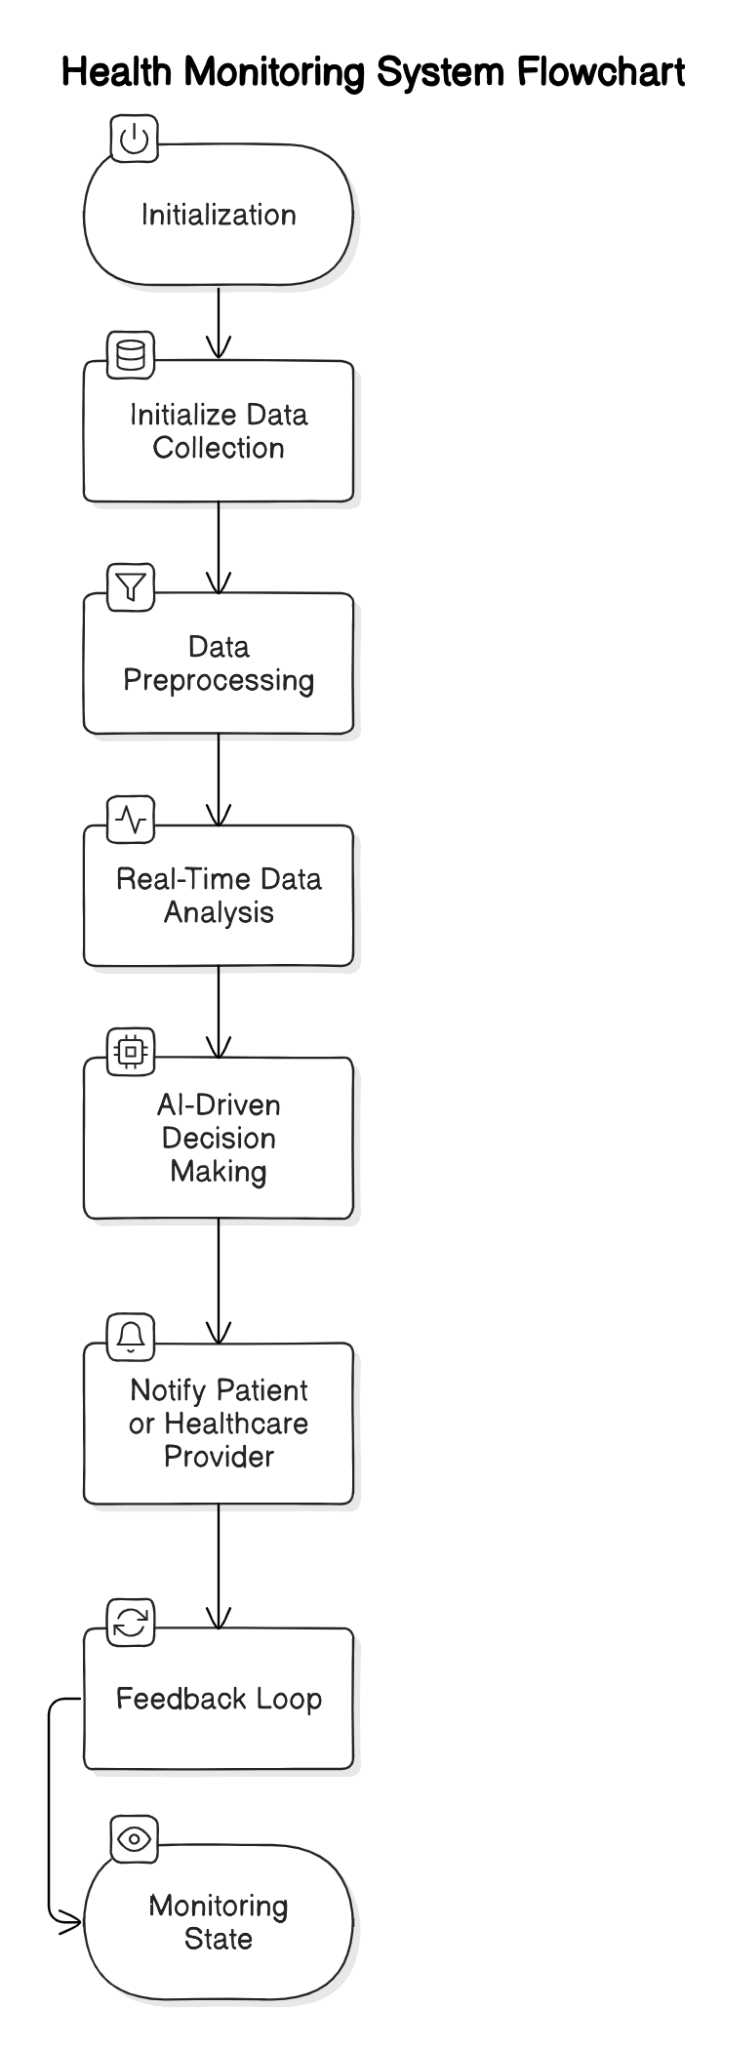 Health Monitoring System Flowchart
Initialization
Initialize Data
Collection
Data
Preprocessing
Real-Time Data
Analysis
AI-Driven
Decision
Making
Notify Patient
or Healthcare
Provider
Feedback Loop
Monitoring
State